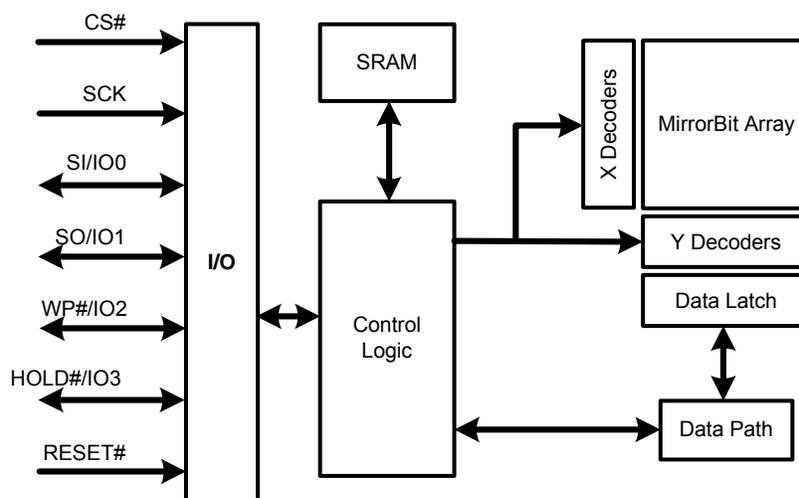 CS#
SCK
SI/IO0
SO/IO1
WP#/IO2
HOLD#/IO3
RESET#
I/O
SRAM
Control
Logic
X Decoders
MirrorBit Array
Y Decoders
Data Latch
Data Path